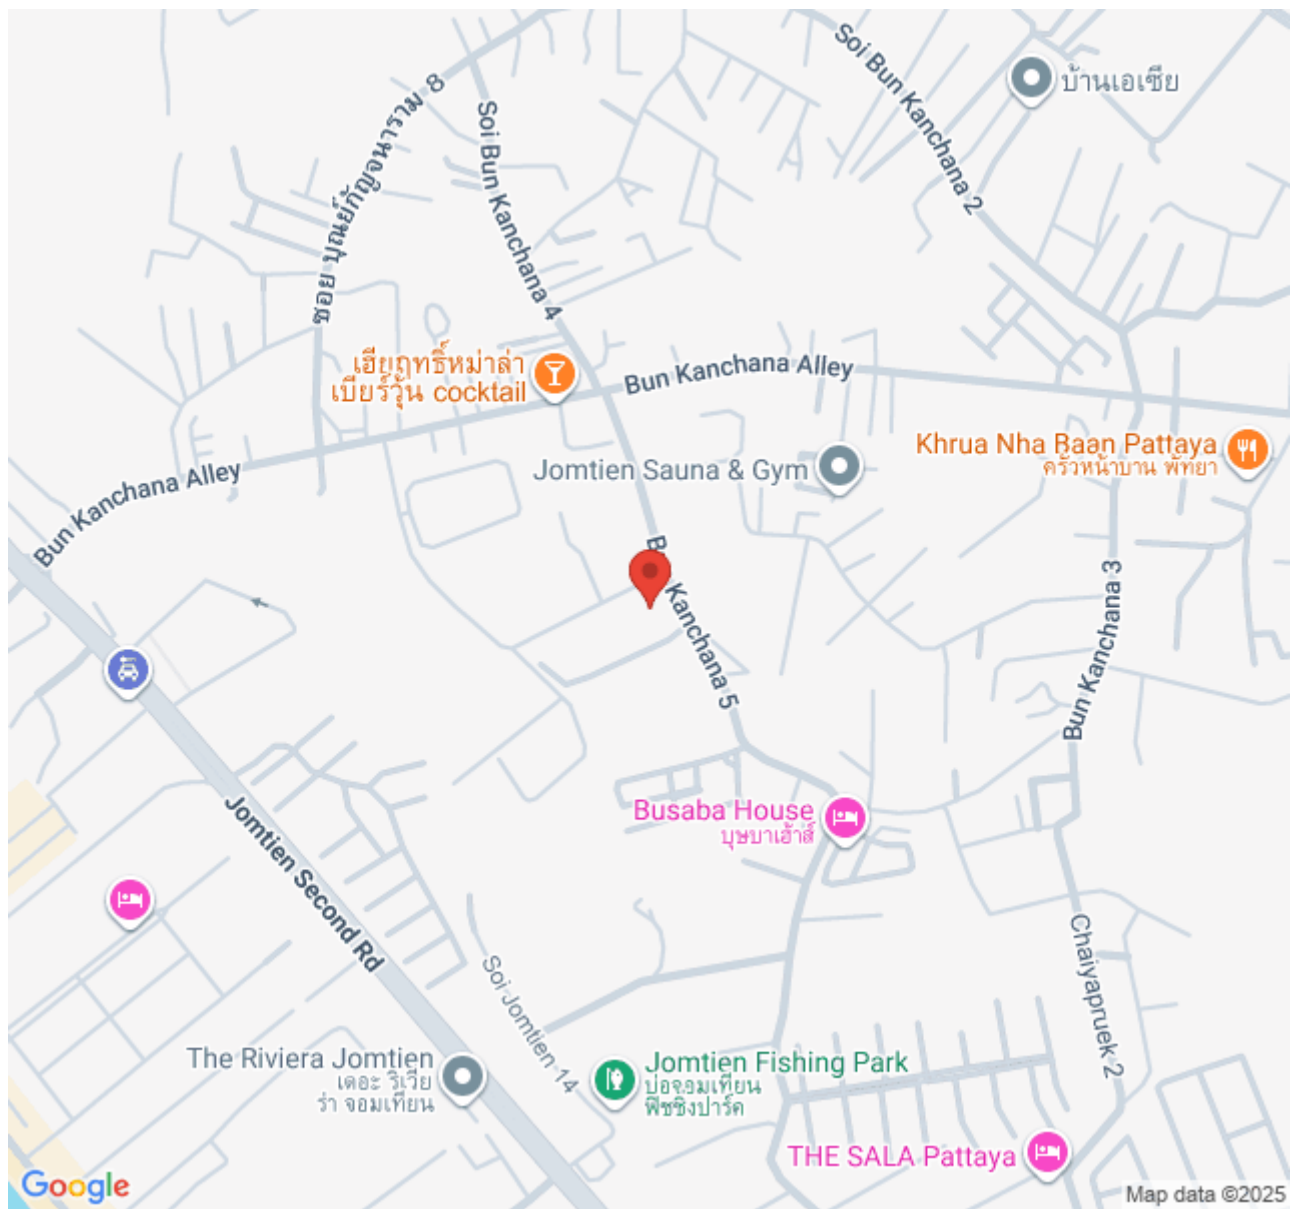 Soi Bun Kanchana 2
บ้านเอเซีย
ซอย บุณย์กัญจนาราม 8
Soi Bun Kanchana 4
เฮียฤทธิ์หม่าล่า
เบียร์วุ้น cocktail
Bun Kanchana Alley
Khrua Nha Baan Pattaya
ครัวหน้าบ้าน พัทยา
Jomtien Sauna & Gym
Bun Kanchana Alley
Kanchana 5
Bun Kanchana 3
Busaba House
บุษบาเฮ้าส์
Jomtien Second Rd
Chaiyapruek 2
Soi Jomtien 14
The Riviera Jomtien
เดอะ ริเวีย
ร่า จอมเทียน
Jomtien Fishing Park
บ่อจอมเทียน
ฟิชชิ่งปาร์ค
THE SALA Pattaya
Google
Map data ©2025